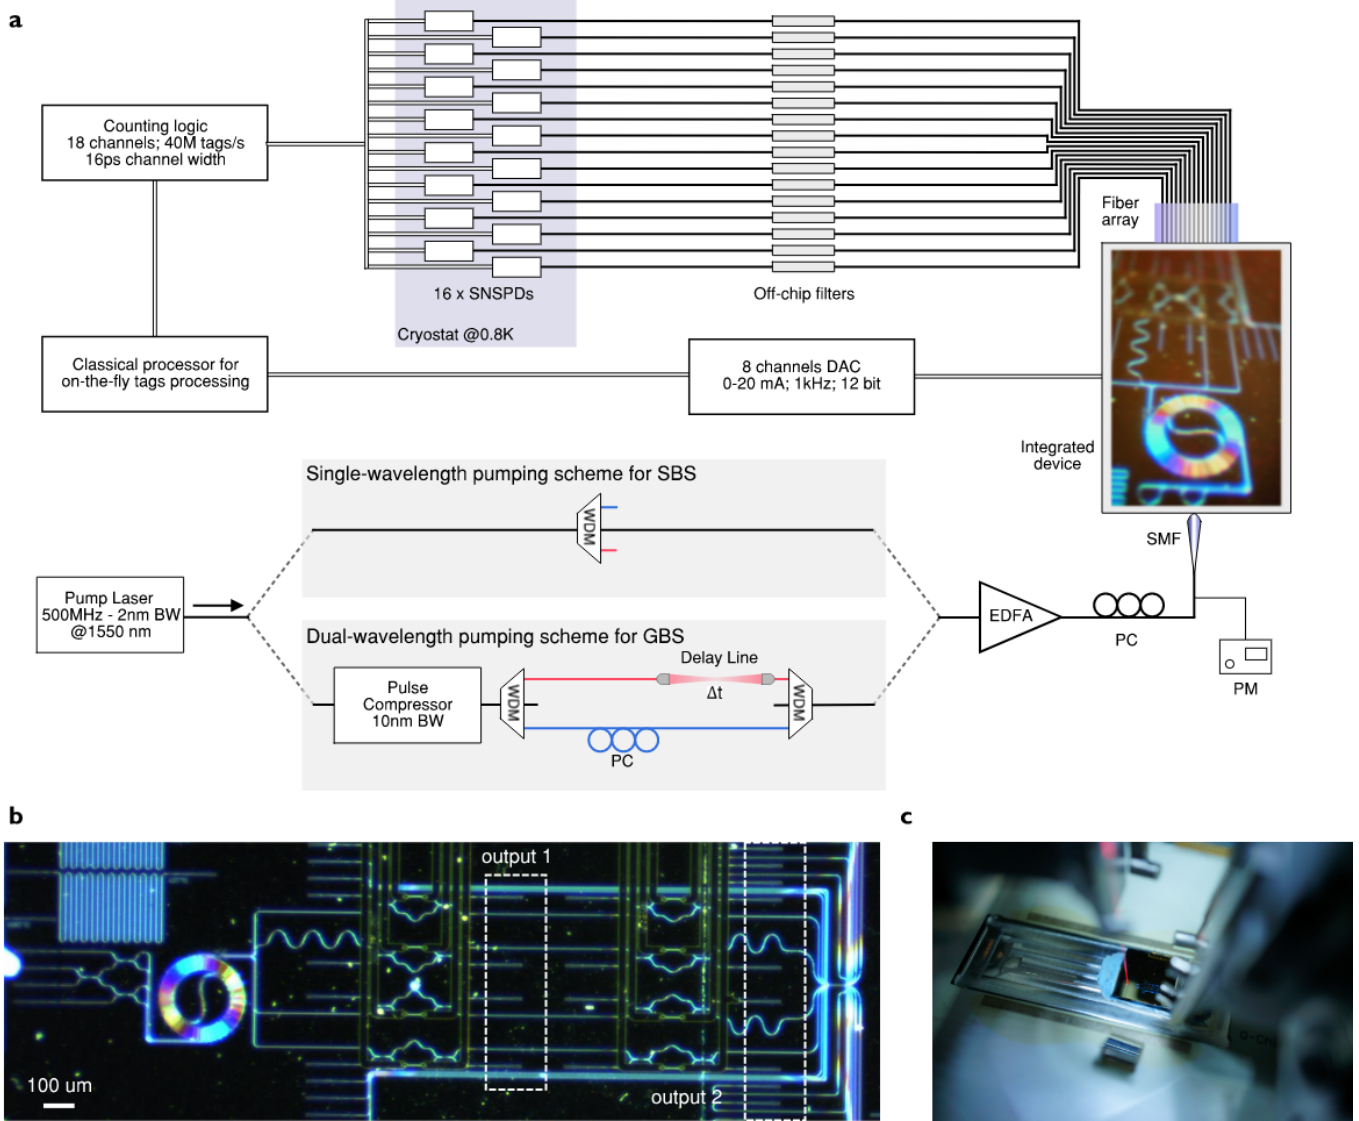 a
Counting logic
18 channels; 40M tags/s
16ps channel width
Fiber
array
16 x SNSPDs
Off-chip filters
Cryostat @0.8K
Classical processor for
on-the-fly tags processing
8 channels DAC
0-20 mA; 1kHz; 12 bit
Integrated
device
Single-wavelength pumping scheme for SBS
WDM
SMF
Pump Laser
500MHz - 2nm BW
@1550 nm
EDFA
PC
PM
Dual-wavelength pumping scheme for GBS
Delay Line
Δt
Pulse
Compressor
10nm BW
WDM
WDM
PC
b
c
output 1
output 2
100 um